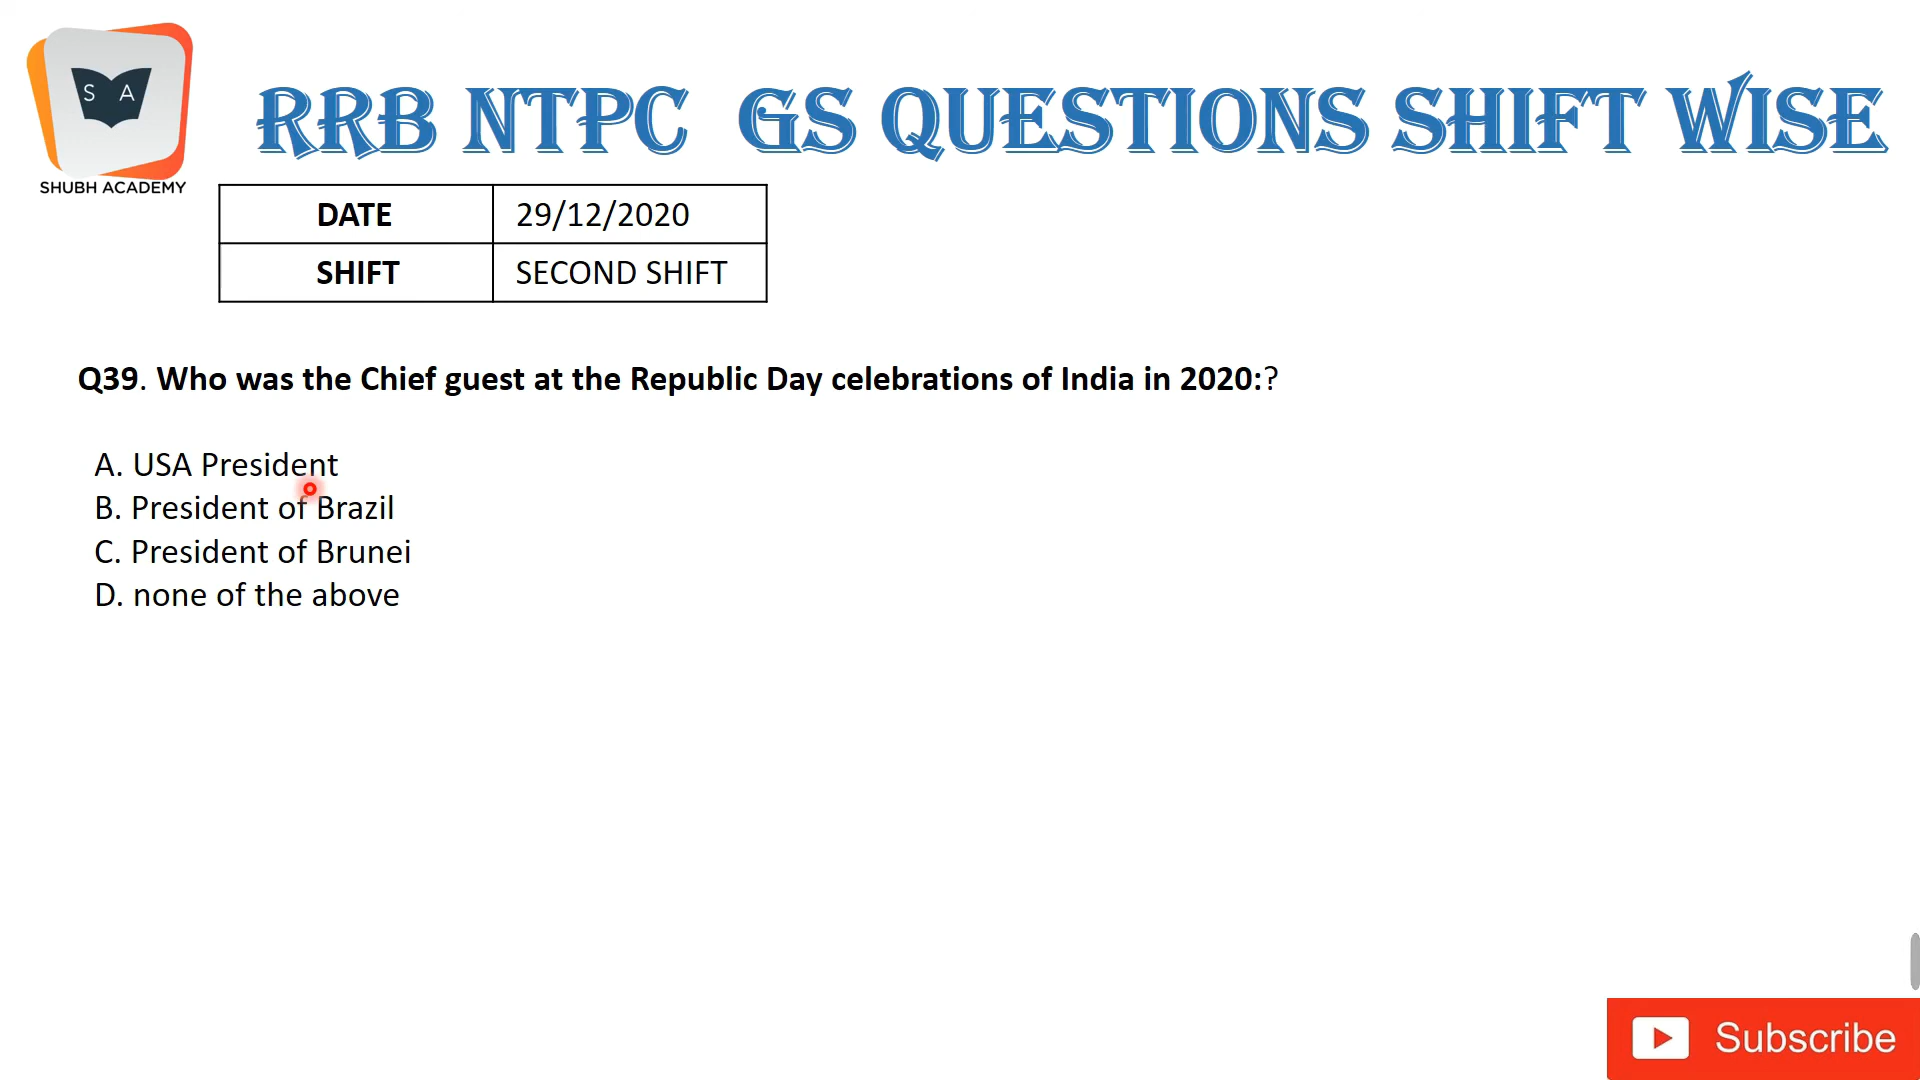 S A
SHUBH ACADEMY
RRB NTPC GS QUESTIONS SHIFT WISE
DATE 29/12/2020
SHIFT SECOND SHIFT
Q39. Who was the Chief guest at the Republic Day celebrations of India in 2020:?
A. USA President
B. President of Brazil
C. President of Brunei
D. none of the above
Subscribe